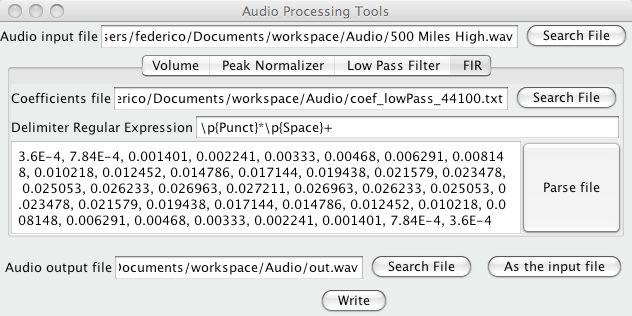 Audio Processing Tools
Audio input file ers/federico/Documents/workspace/Audio/500 Miles High.wav Search File
Volume Peak Normalizer Low Pass Filter FIR
Coefficients file erico/Documents/workspace/Audio/coef_lowPass_44100.txt Search File
Delimiter Regular Expression \p{Punct}*\p{Space}+
3.6E-4, 7.84E-4, 0.001401, 0.002241, 0.00333, 0.00468, 0.006291, 0.00814
8, 0.010218, 0.012452, 0.014786, 0.017144, 0.019438, 0.021579, 0.023478,
0.025053, 0.026233, 0.026963, 0.027211, 0.026963, 0.026233, 0.025053, 0
.023478, 0.021579, 0.019438, 0.017144, 0.014786, 0.012452, 0.010218, 0.0
08148, 0.006291, 0.00468, 0.00333, 0.002241, 0.001401, 7.84E-4, 3.6E-4
Parse file
Audio output file Documents/workspace/Audio/out.wav Search File As the input file
Write